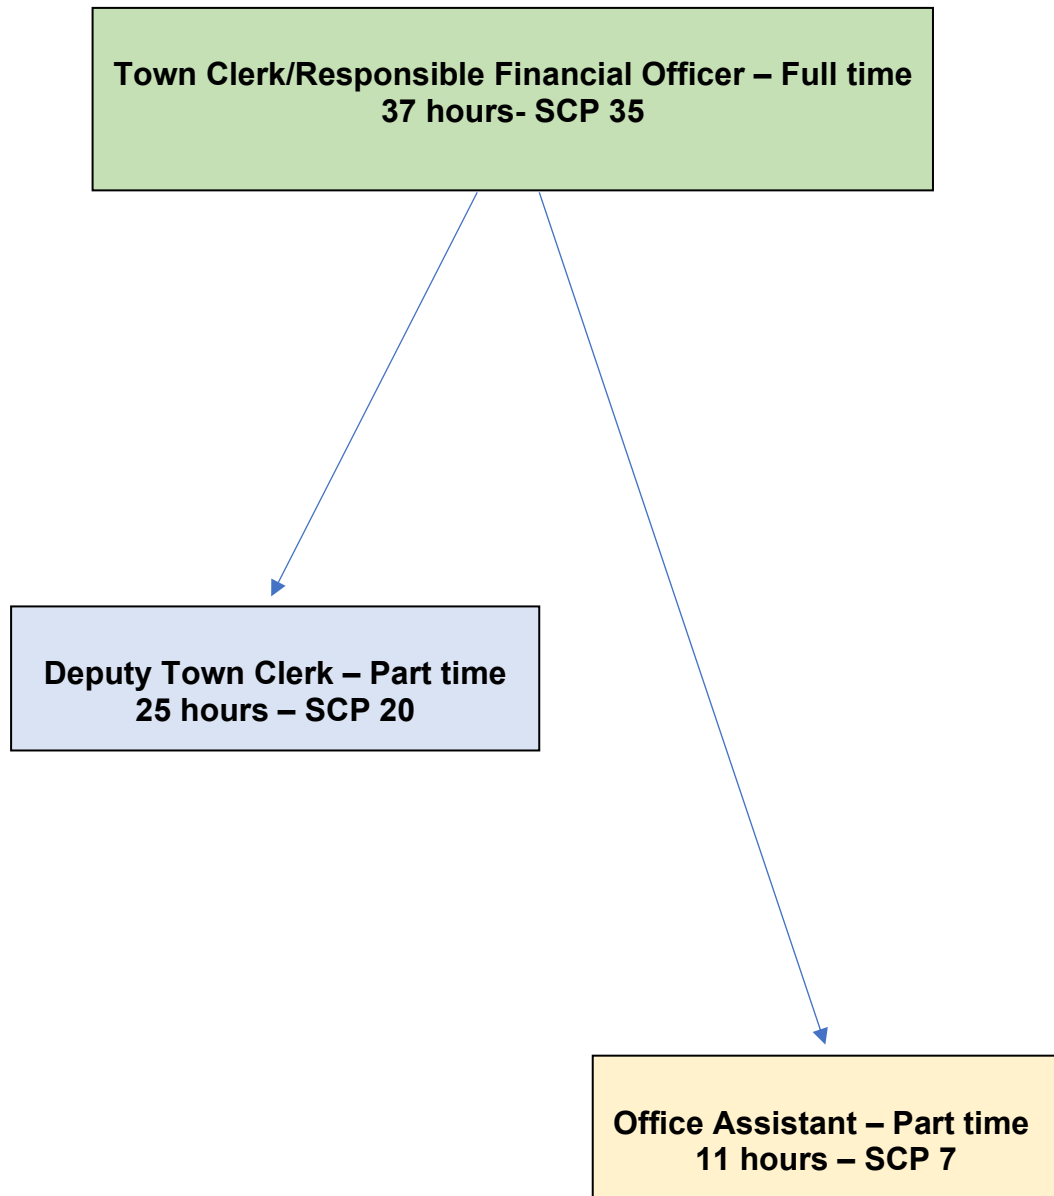 Town Clerk/Responsible Financial Officer – Full time
37 hours- SCP 35
Deputy Town Clerk – Part time
25 hours – SCP 20
Office Assistant – Part time
11 hours – SCP 7